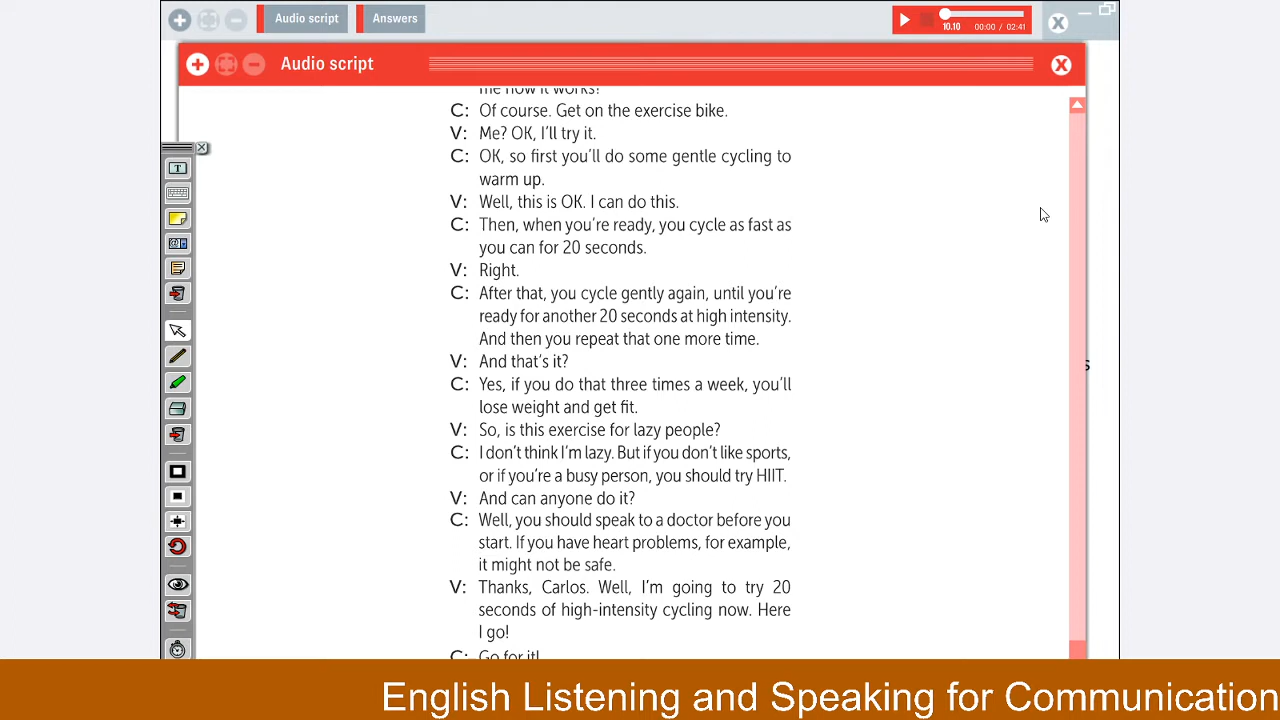 Audio script
Answers
10.10
00:00 / 02:41
Audio script
me how it works?
C: Of course. Get on the exercise bike.
V: Me? OK, I'll try it.
C: OK, so first you'll do some gentle cycling to
warm up.
V: Well, this is OK. I can do this.
C: Then, when you're ready, you cycle as fast as
you can for 20 seconds.
V: Right.
C: After that, you cycle gently again, until you're
ready for another 20 seconds at high intensity.
And then you repeat that one more time.
V: And that's it?
C: Yes, if you do that three times a week, you'll
lose weight and get fit.
V: So, is this exercise for lazy people?
C: I don't think I'm lazy. But if you don't like sports,
or if you're a busy person, you should try HIIT.
V: And can anyone do it?
C: Well, you should speak to a doctor before you
start. If you have heart problems, for example,
it might not be safe.
V: Thanks, Carlos. Well, I'm going to try 20
seconds of high-intensity cycling now. Here
I go!
C: Go for it!
s
English Listening and Speaking for Communication